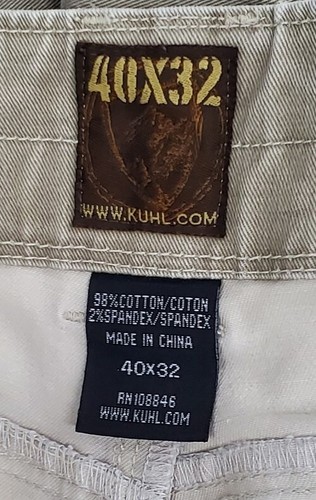 40X32
WWW.KUHL.COM
98%COTTON/COTON
2%SPANDEX/SPANDEX
MADE IN CHINA
40X32
RN108846
WWW.KUHL.COM